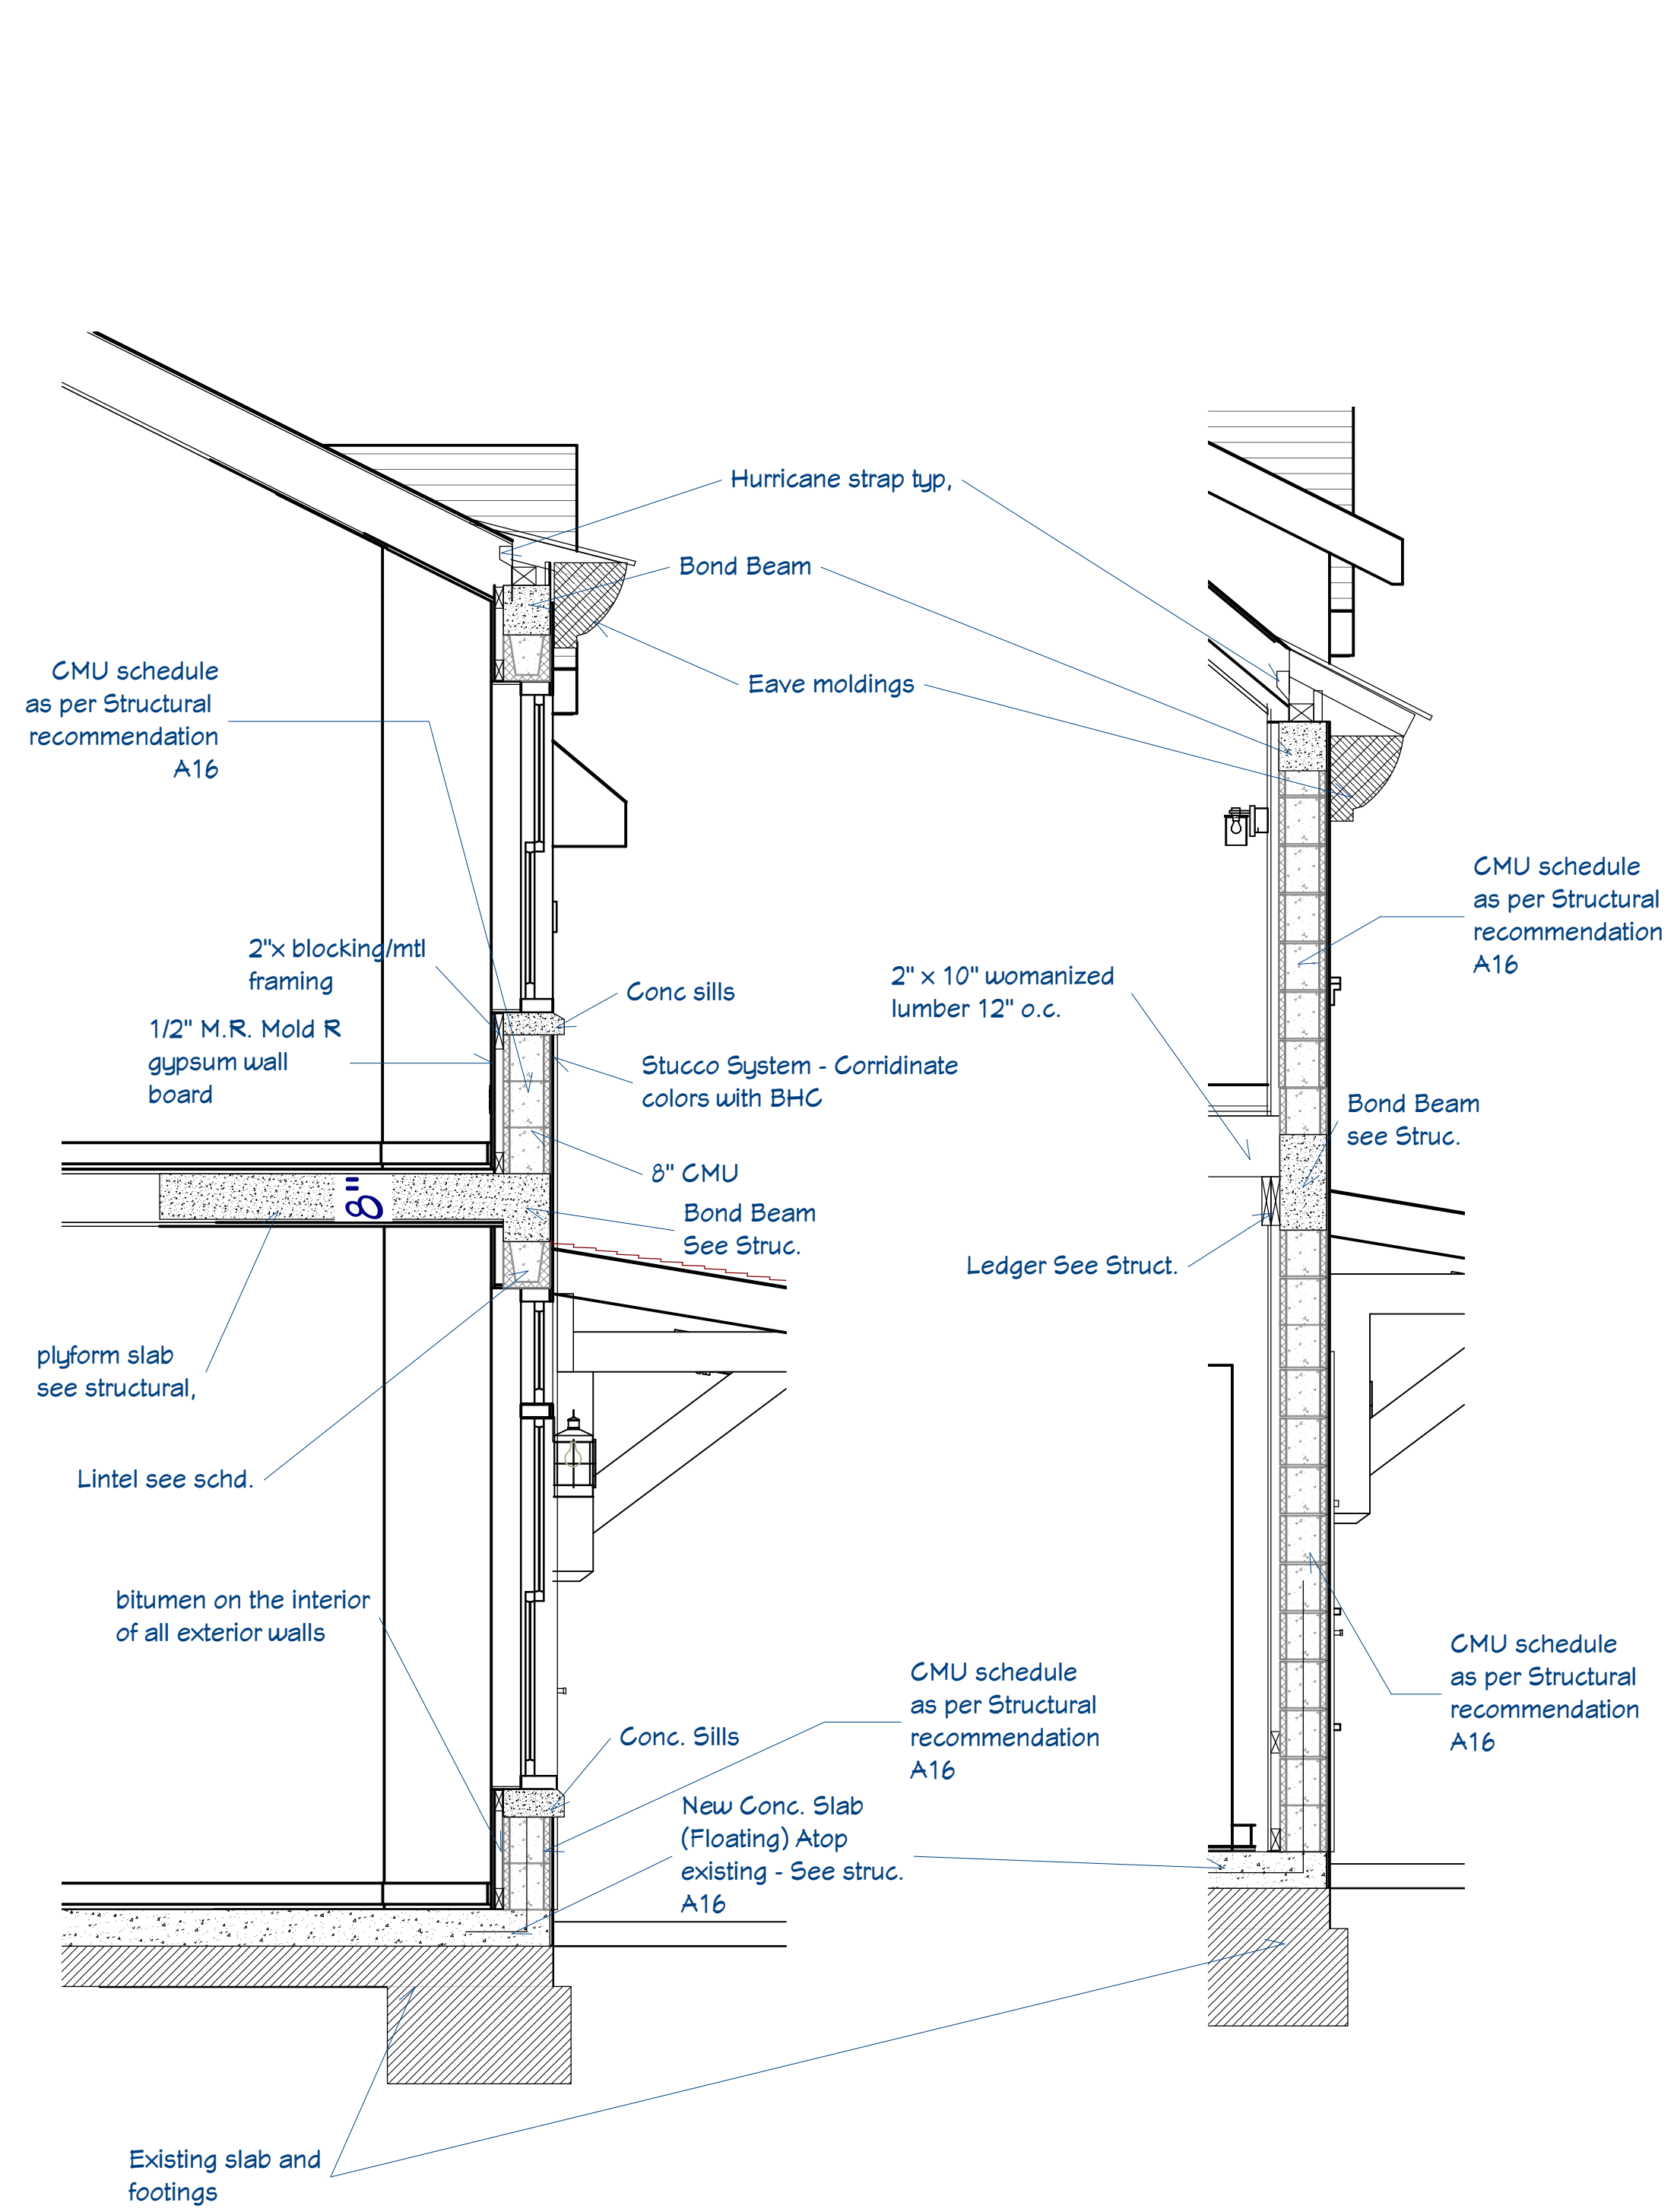 Hurricane strap typ,
Bond Beam
Eave moldings
CMU schedule
as per Structural
recommendation
A16
CMU schedule
as per Structural
recommendation
A16
2"x blocking/mtl
framing
1/2" M.R. Mold R
gypsum wall
board
Conc sills
Stucco System - Corridinate
colors with BHC
2" x 10" womanized
lumber 12" o.c.
Bond Beam
see Struc.
8" CMU
8"
Bond Beam
See Struc.
Ledger See Struct.
plyform slab
see structural,
Lintel see schd.
bitumen on the interior
of all exterior walls
CMU schedule
as per Structural
recommendation
A16
CMU schedule
as per Structural
recommendation
A16
Conc. Sills
New Conc. Slab
(Floating) Atop
existing - See struc.
A16
Existing slab and
footings